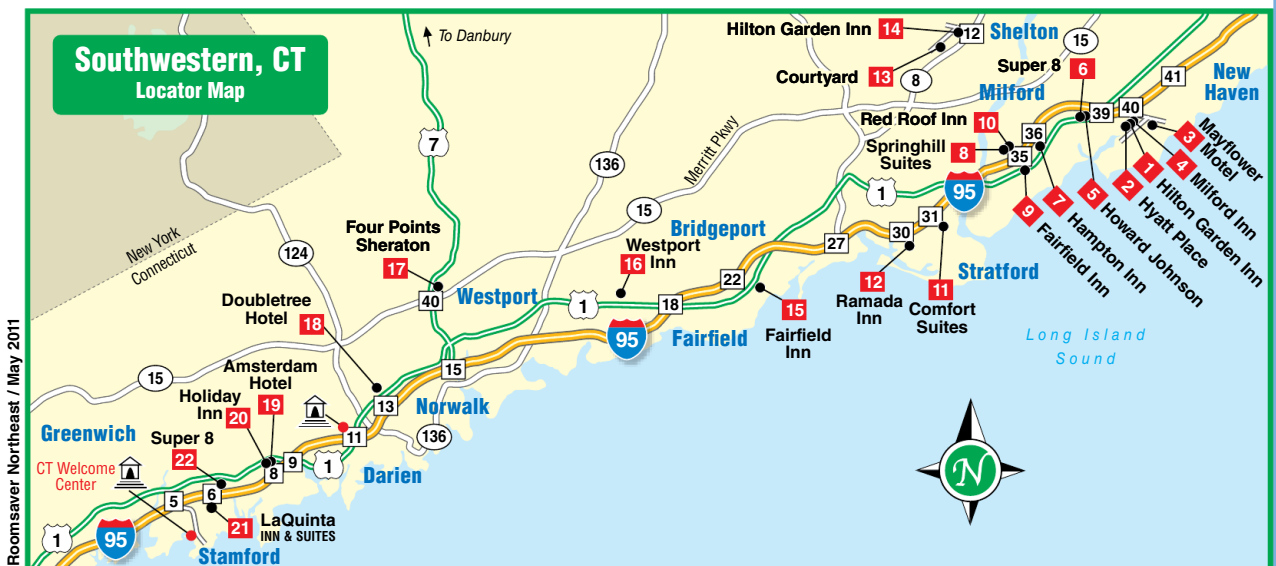 Southwestern, CT
Locator Map
To Danbury
Hilton Garden Inn 14
12
Shelton
15
Courtyard 13
8
Super 8 6
41
New
Haven
Milford
39
40
7
Red Roof Inn 10
36
Springhill
Suites 8
35
3 Mayflower
Motel
4 Milford Inn
1 Hilton Garden Inn
2 Hyatt Place
5 Howard Johnson
7 Hampton Inn
9 Fairfield Inn
136
Merritt Pkwy
1
95
15
Bridgeport
31
30
27
New York
Connecticut
124
Four Points
Sheraton
17
40
Westport
Westport
Inn
16
22
18
1
95
Stratford
12
Ramada
Inn
11
Comfort
Suites
15
Fairfield
Inn
Fairfield
Long Island
Sound
Doubletree
Hotel
18
15
15
Amsterdam
Hotel
19
Holiday
Inn
20
13
Norwalk
136
11
Greenwich
Super 8
22
CT Welcome
Center
9
8
1
Darien
5
6
21 LaQuinta
INN & SUITES
1
95
Stamford
N
Roomsaver Northeast / May 2011